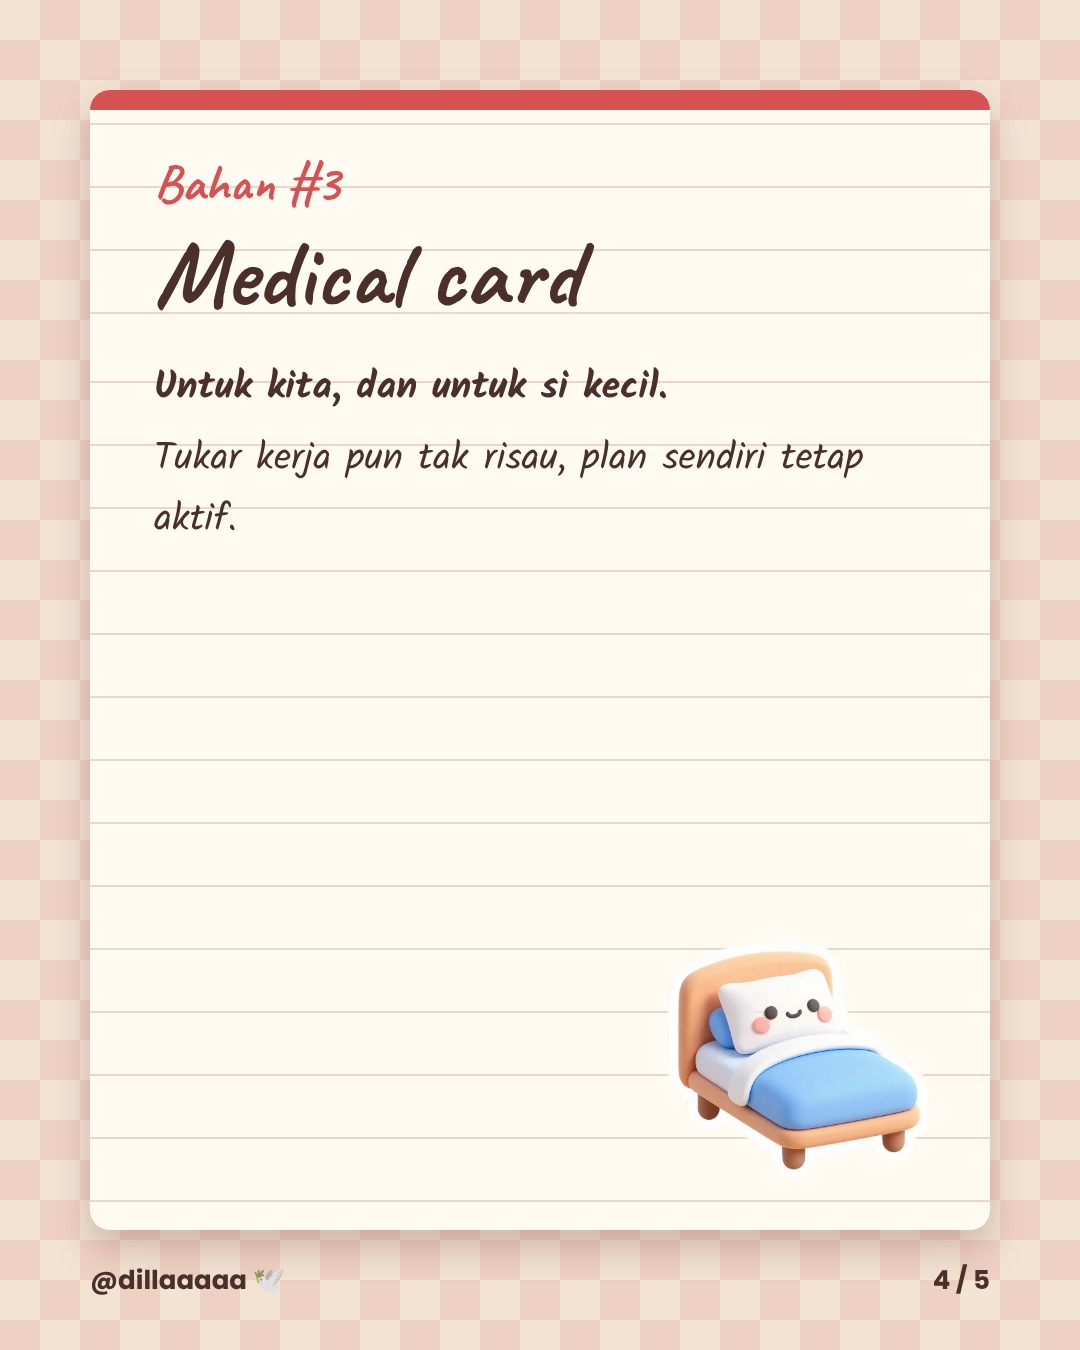 Bahan #3
Medical card
Untuk kita, dan untuk si kecil.
Tukar kerja pun tak risau, plan sendiri tetap
aktif.
@dillaaaaa 🕊️
4 / 5